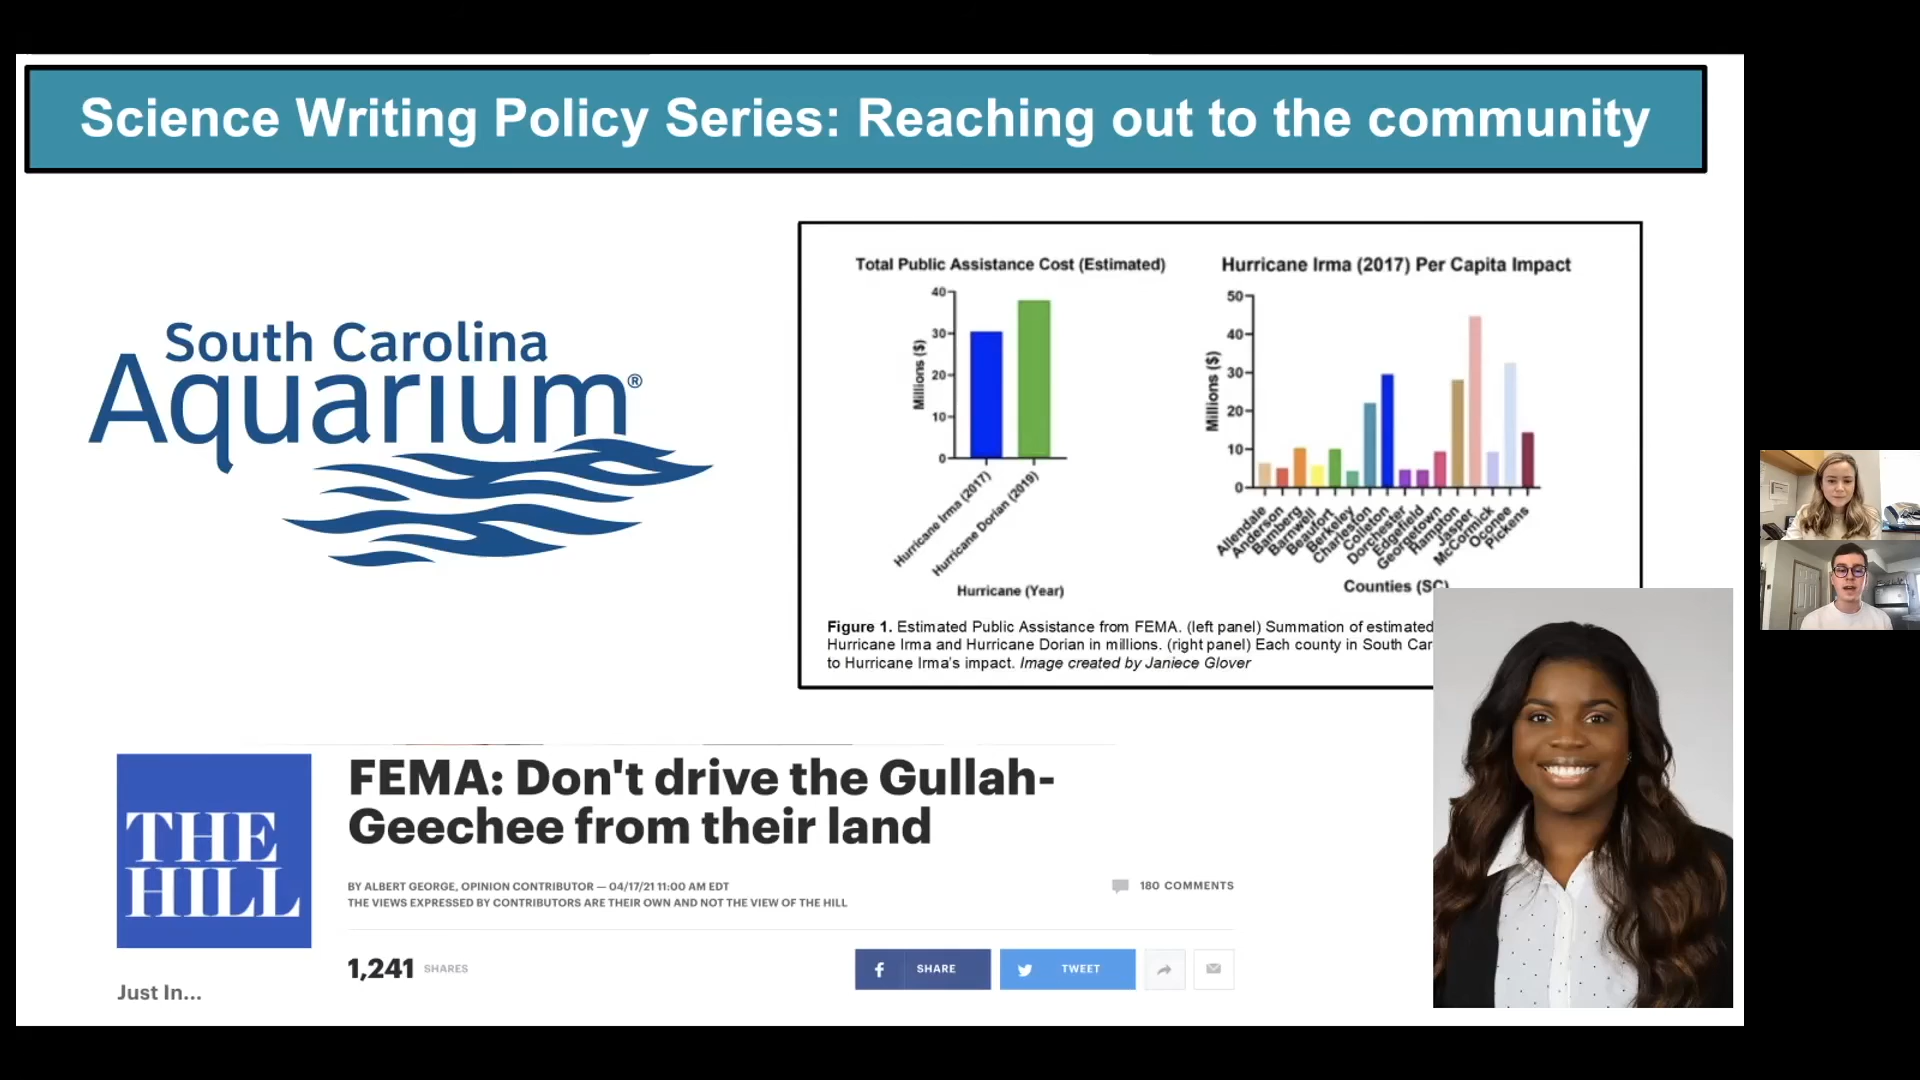 Science Writing Policy Series: Reaching out to the community
South Carolina
Aquarium®
Total Public Assistance Cost (Estimated)
Millions ($)
40
30
20
10
0
Hurricane Irma (2017)
Hurricane Dorian (2019)
Hurricane (Year)
Hurricane Irma (2017) Per Capita Impact
Millions ($)
50
40
30
20
10
0
Allendale
Anderson
Bamberg
Barnwell
Beaufort
Berkeley
Charleston
Colleton
Dorchester
Edgefield
Georgetown
Hampton
Jasper
McCormick
Oconee
Pickens
Counties (SC)
Figure 1. Estimated Public Assistance from FEMA. (left panel) Summation of estimated
Hurricane Irma and Hurricane Dorian in millions. (right panel) Each county in South Car
to Hurricane Irma's impact. Image created by Janiece Glover
THE
HILL
FEMA: Don't drive the Gullah-
Geechee from their land
BY ALBERT GEORGE, OPINION CONTRIBUTOR — 04/17/21 11:00 AM EDT
THE VIEWS EXPRESSED BY CONTRIBUTORS ARE THEIR OWN AND NOT THE VIEW OF THE HILL
180 COMMENTS
1,241 SHARES
f SHARE
TWEET
Just In...